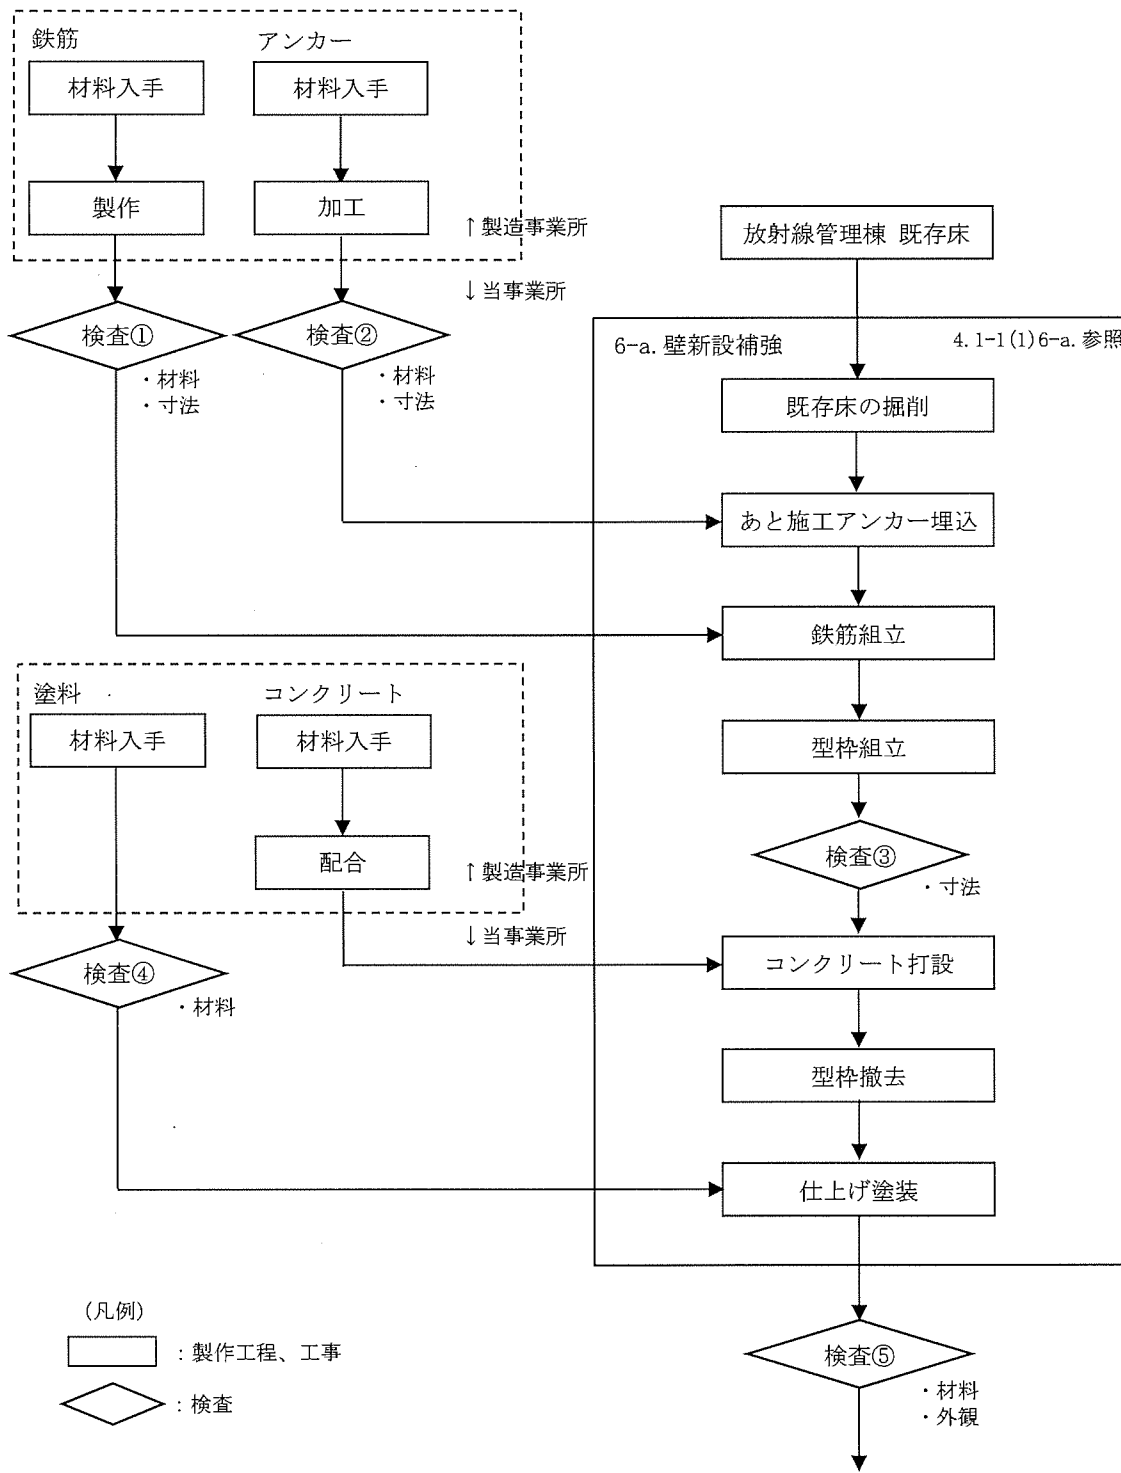 鉄筋
アンカー
材料入手
材料入手
製作
加工
↑製造事業所
↓当事業所
検査①
・材料
・寸法
検査②
・材料
・寸法
放射線管理棟 既存床
6-a. 壁新設補強
4.1-1(1)6-a. 参照
既存床の掘削
あと施工アンカー埋込
鉄筋組立
型枠組立
検査③
・寸法
塗料
コンクリート
材料入手
材料入手
配合
↑製造事業所
↓当事業所
検査④
・材料
コンクリート打設
型枠撤去
仕上げ塗装
検査⑤
・材料
・外観
(凡例)
：製作工程、工事
：検査